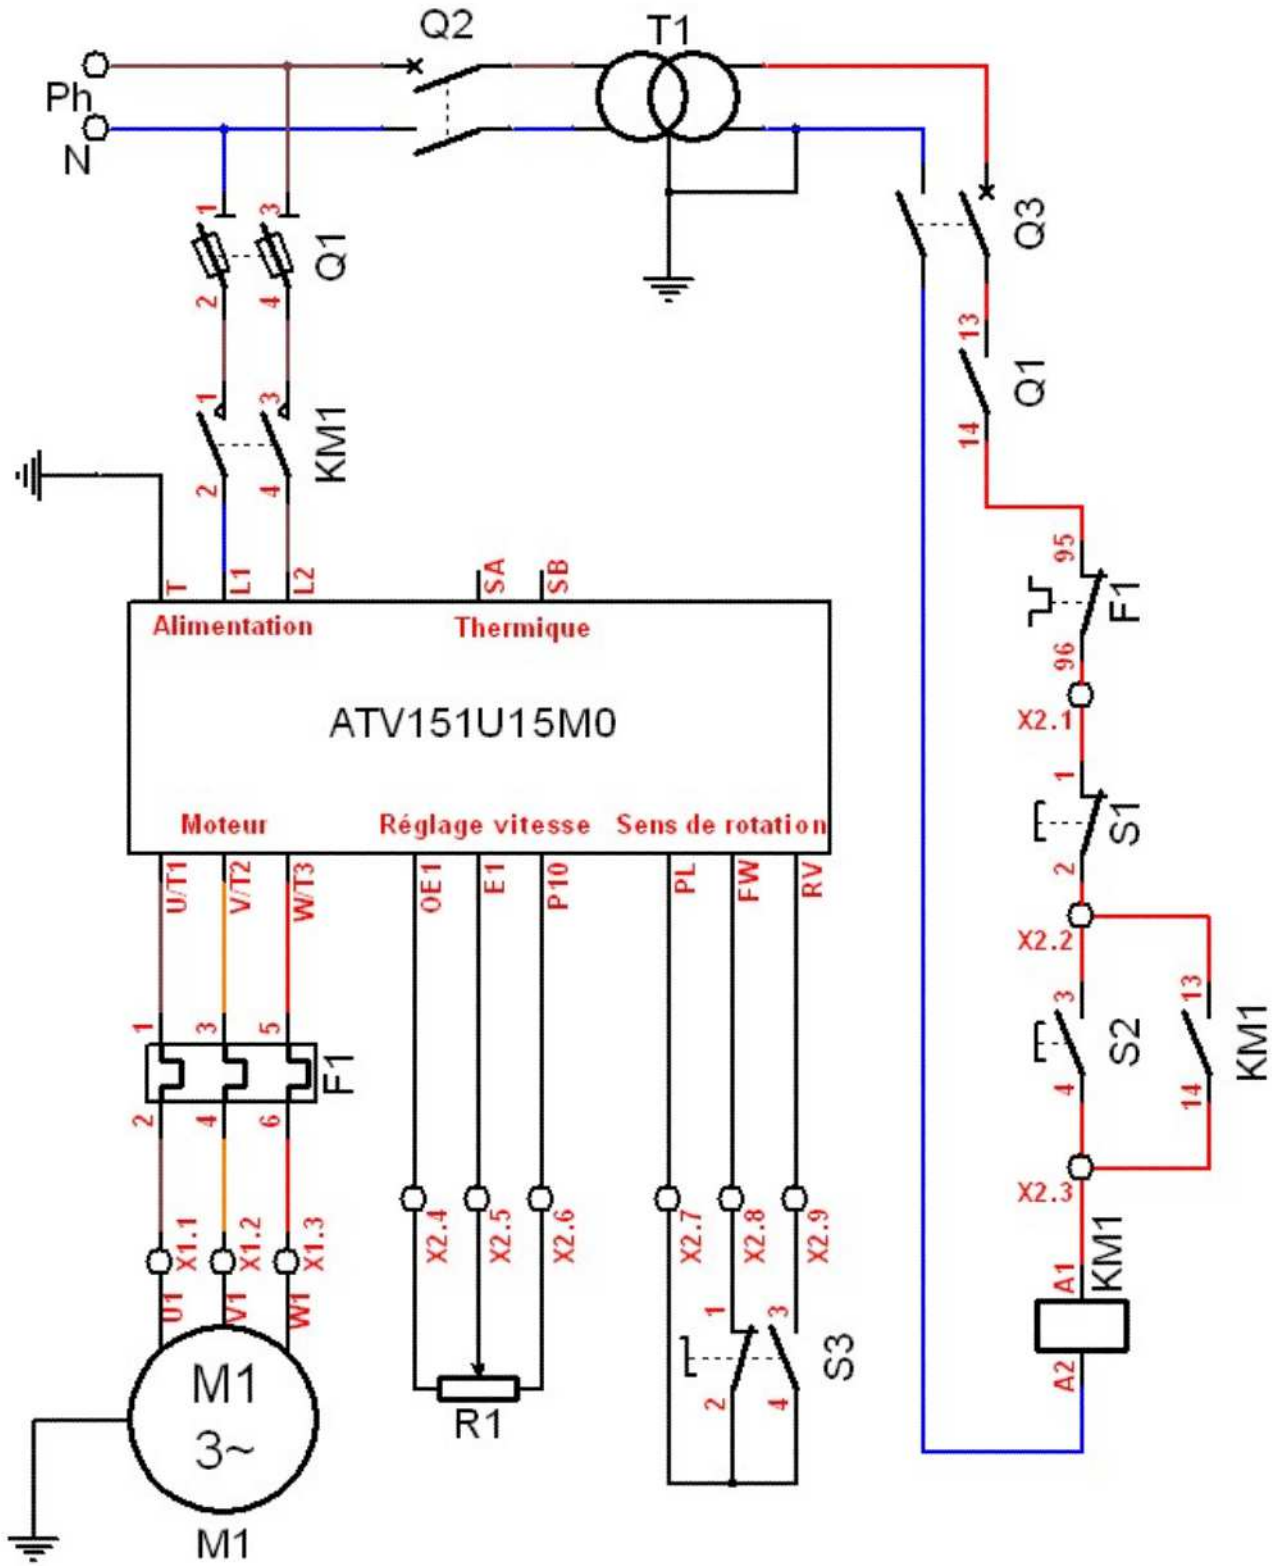 Q2
T1
Ph
N
1
3
Q1
2
4
Q3
13
Q1
14
1
3
KM1
2
4
T
L1
L2
SA
SB
Alimentation
Thermique
ATV151U15M0
Moteur
Réglage vitesse
Sens de rotation
U/T1
V/T2
W/T3
OE1
E1
P10
PL
FW
RV
95
F1
96
X2.1
1
S1
2
X2.2
3
S2
4
13
KM1
14
X2.3
KM1
A1
A2
1
3
5
F1
2
4
6
X1.1
X1.2
X1.3
U1
V1
W1
M1
3~
M1
X2.4
X2.5
X2.6
R1
X2.7
X2.8
X2.9
1
3
S3
2
4